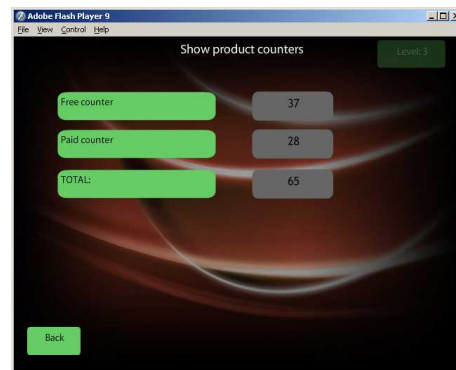 Adobe Flash Player 9
File View Control Help
Show product counters
Level: 3
Free counter
37
Paid counter
28
TOTAL:
65
Back